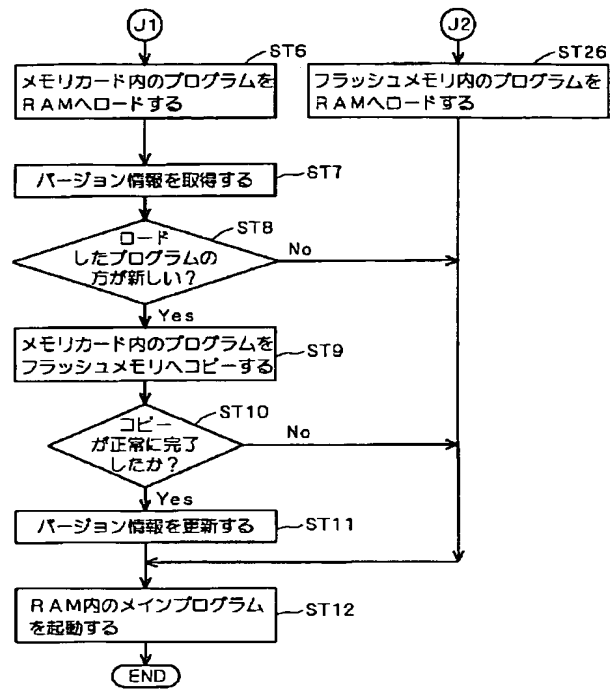 J1
J2
ST6
ST26
メモリカード内のプログラムを
RAMへロードする
フラッシュメモリ内のプログラムを
RAMへロードする
バージョン情報を取得する
ST7
ST8
ロード
したプログラムの
方が新しい?
No
Yes
メモリカード内のプログラムを
フラッシュメモリへコピーする
ST9
ST10
コピー
が正常に完了
したか?
No
Yes
バージョン情報を更新する
ST11
RAM内のメインプログラム
を起動する
ST12
END